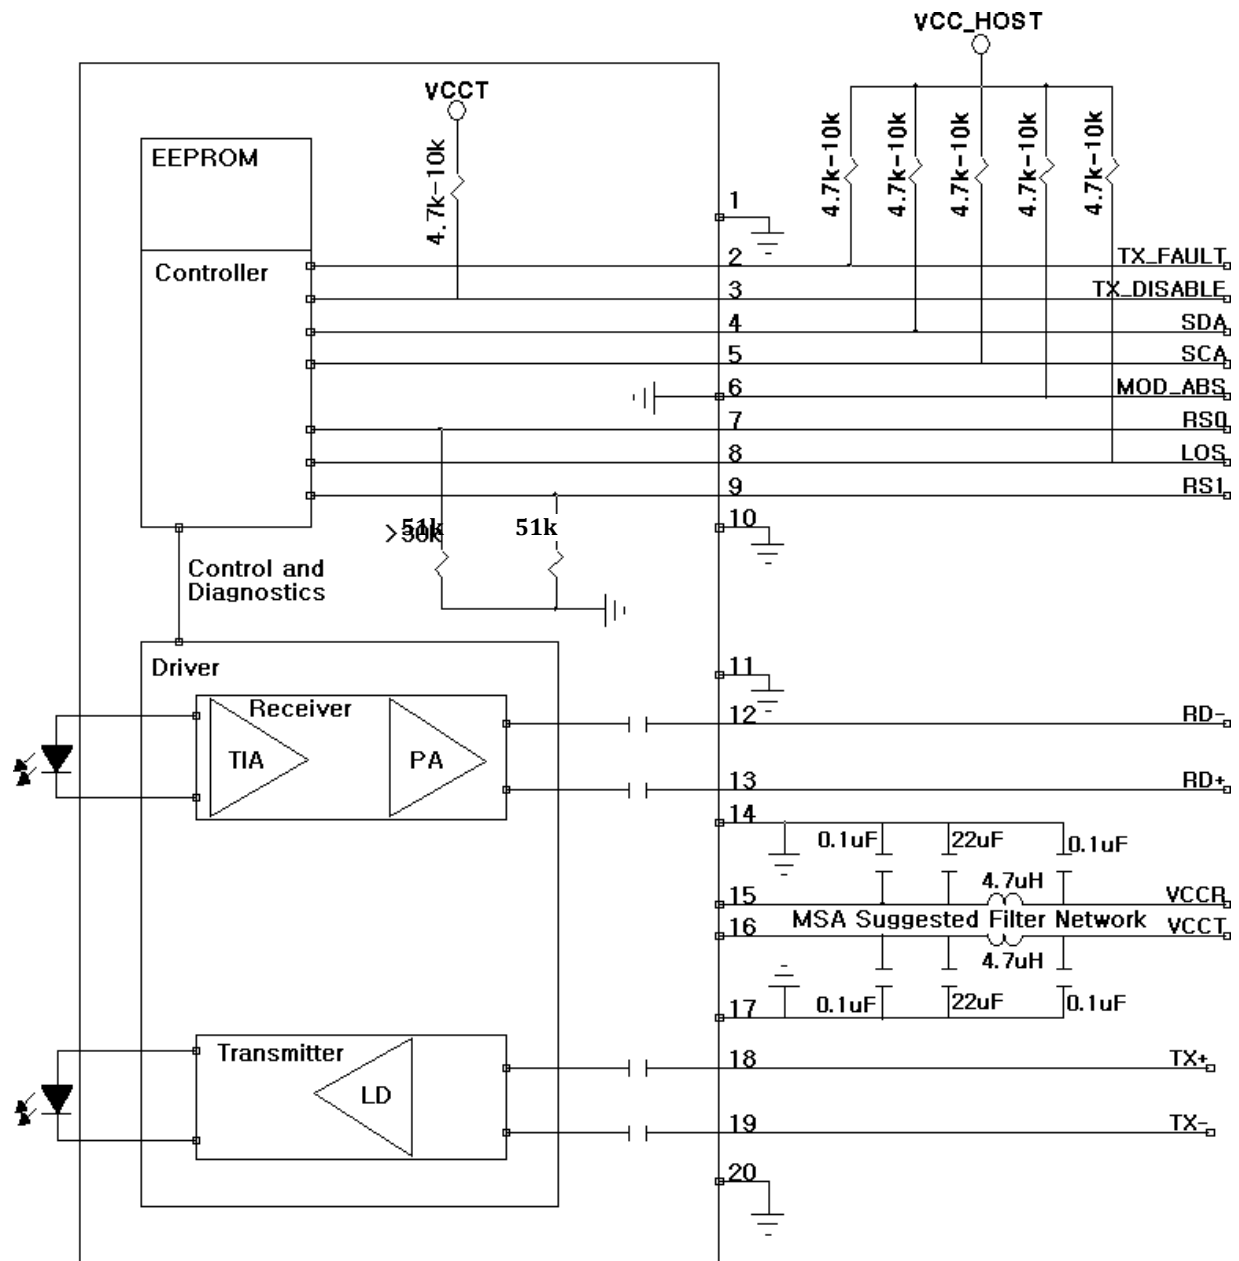 VCC_HOST
VCCT
4.7k-10k
4.7k-10k
4.7k-10k
4.7k-10k
4.7k-10k
4.7k-10k
EEPROM
Controller
1
2
TX_FAULT
3
TX_DISABLE
4
SDA
5
SCA
6
MOD_ABS
7
RS0
8
LOS
9
RS1
10
51k
>30k
51k
Control and
Diagnostics
Driver
11
Receiver
TIA
PA
12
RD-
13
RD+
14
0.1uF
22uF
0.1uF
4.7uH
15
VCCR
MSA Suggested Filter Network
16
VCCT
4.7uH
17
0.1uF
22uF
0.1uF
Transmitter
LD
18
TX+
19
TX-
20